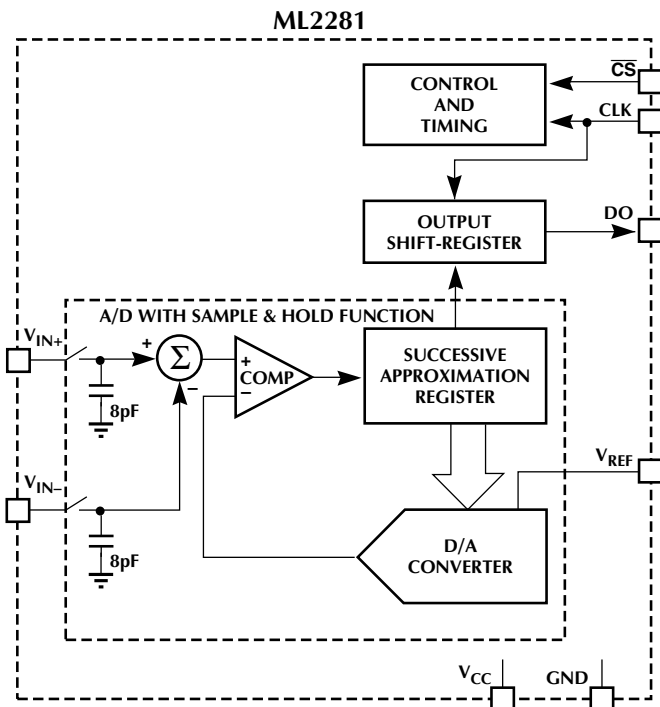 ML2281
CONTROL
AND
TIMING
CS
CLK
OUTPUT
SHIFT-REGISTER
DO
A/D WITH SAMPLE & HOLD FUNCTION
VIN+
+
Σ
−
8pF
+
COMP
−
SUCCESSIVE
APPROXIMATION
REGISTER
VREF
VIN−
8pF
D/A
CONVERTER
VCC
GND